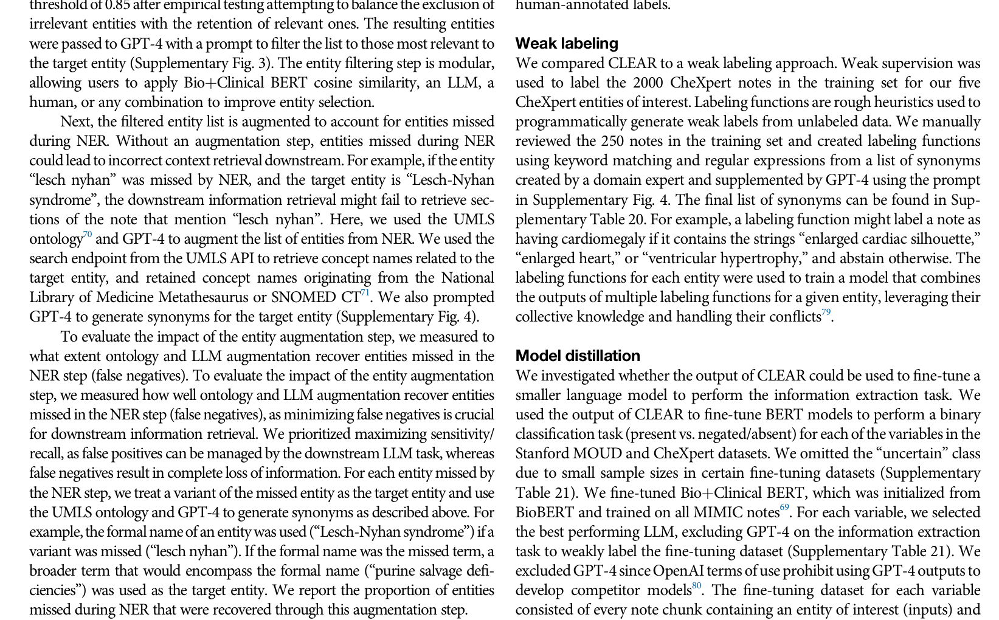 threshold of 0.85 after empirical testing attempting to balance the exclusion of
irrelevant entities with the retention of relevant ones. The resulting entities
were passed to GPT-4 with a prompt to filter the list to those most relevant to
the target entity (Supplementary Fig. 3). The entity filtering step is modular,
allowing users to apply Bio+Clinical BERT cosine similarity, an LLM, a
human, or any combination to improve entity selection.
Next, the filtered entity list is augmented to account for entities missed
during NER. Without an augmentation step, entities missed during NER
could lead to incorrect context retrieval downstream. For example, if the entity
“lesch nyhan” was missed by NER, and the target entity is “Lesch-Nyhan
syndrome”, the downstream information retrieval might fail to retrieve sec-
tions of the note that mention “lesch nyhan”. Here, we used the UMLS
ontology70 and GPT-4 to augment the list of entities from NER. We used the
search endpoint from the UMLS API to retrieve concept names related to the
target entity, and retained concept names originating from the National
Library of Medicine Metathesaurus or SNOMED CT71. We also prompted
GPT-4 to generate synonyms for the target entity (Supplementary Fig. 4).
To evaluate the impact of the entity augmentation step, we measured to
what extent ontology and LLM augmentation recover entities missed in the
NER step (false negatives). To evaluate the impact of the entity augmentation
step, we measured how well ontology and LLM augmentation recover entities
missed in the NER step (false negatives), as minimizing false negatives is crucial
for downstream information retrieval. We prioritized maximizing sensitivity/
recall, as false positives can be managed by the downstream LLM task, whereas
false negatives result in complete loss of information. For each entity missed by
the NER step, we treat a variant of the missed entity as the target entity and use
the UMLS ontology and GPT-4 to generate synonyms as described above. For
example, the formal name of an entity was used (“Lesch-Nyhan syndrome”) if a
variant was missed (“lesch nyhan”). If the formal name was the missed term, a
broader term that would encompass the formal name (“purine salvage defi-
ciencies”) was used as the target entity. We report the proportion of entities
missed during NER that were recovered through this augmentation step.
human-annotated labels.
Weak labeling
We compared CLEAR to a weak labeling approach. Weak supervision was
used to label the 2000 CheXpert notes in the training set for our five
CheXpert entities of interest. Labeling functions are rough heuristics used to
programmatically generate weak labels from unlabeled data. We manually
reviewed the 250 notes in the training set and created labeling functions
using keyword matching and regular expressions from a list of synonyms
created by a domain expert and supplemented by GPT-4 using the prompt
in Supplementary Fig. 4. The final list of synonyms can be found in Sup-
plementary Table 20. For example, a labeling function might label a note as
having cardiomegaly if it contains the strings “enlarged cardiac silhouette,”
“enlarged heart,” or “ventricular hypertrophy,” and abstain otherwise. The
labeling functions for each entity were used to train a model that combines
the outputs of multiple labeling functions for a given entity, leveraging their
collective knowledge and handling their conflicts79.
Model distillation
We investigated whether the output of CLEAR could be used to fine-tune a
smaller language model to perform the information extraction task. We
used the output of CLEAR to fine-tune BERT models to perform a binary
classification task (present vs. negated/absent) for each of the variables in the
Stanford MOUD and CheXpert datasets. We omitted the “uncertain” class
due to small sample sizes in certain fine-tuning datasets (Supplementary
Table 21). We fine-tuned Bio+Clinical BERT, which was initialized from
BioBERT and trained on all MIMIC notes69. For each variable, we selected
the best performing LLM, excluding GPT-4 on the information extraction
task to weakly label the fine-tuning dataset (Supplementary Table 21). We
excluded GPT-4 since OpenAI terms of use prohibit using GPT-4 outputs to
develop competitor models80. The fine-tuning dataset for each variable
consisted of every note chunk containing an entity of interest (inputs) and